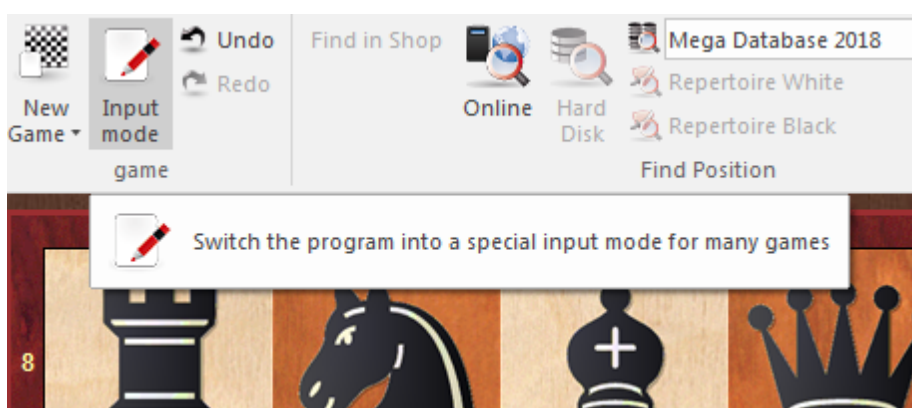 Undo
Find in Shop
Mega Database 2018
Redo
Repertoire White
New
Game
Input
mode
Online
Hard
Disk
Repertoire Black
game
Find Position
Switch the program into a special input mode for many games
8